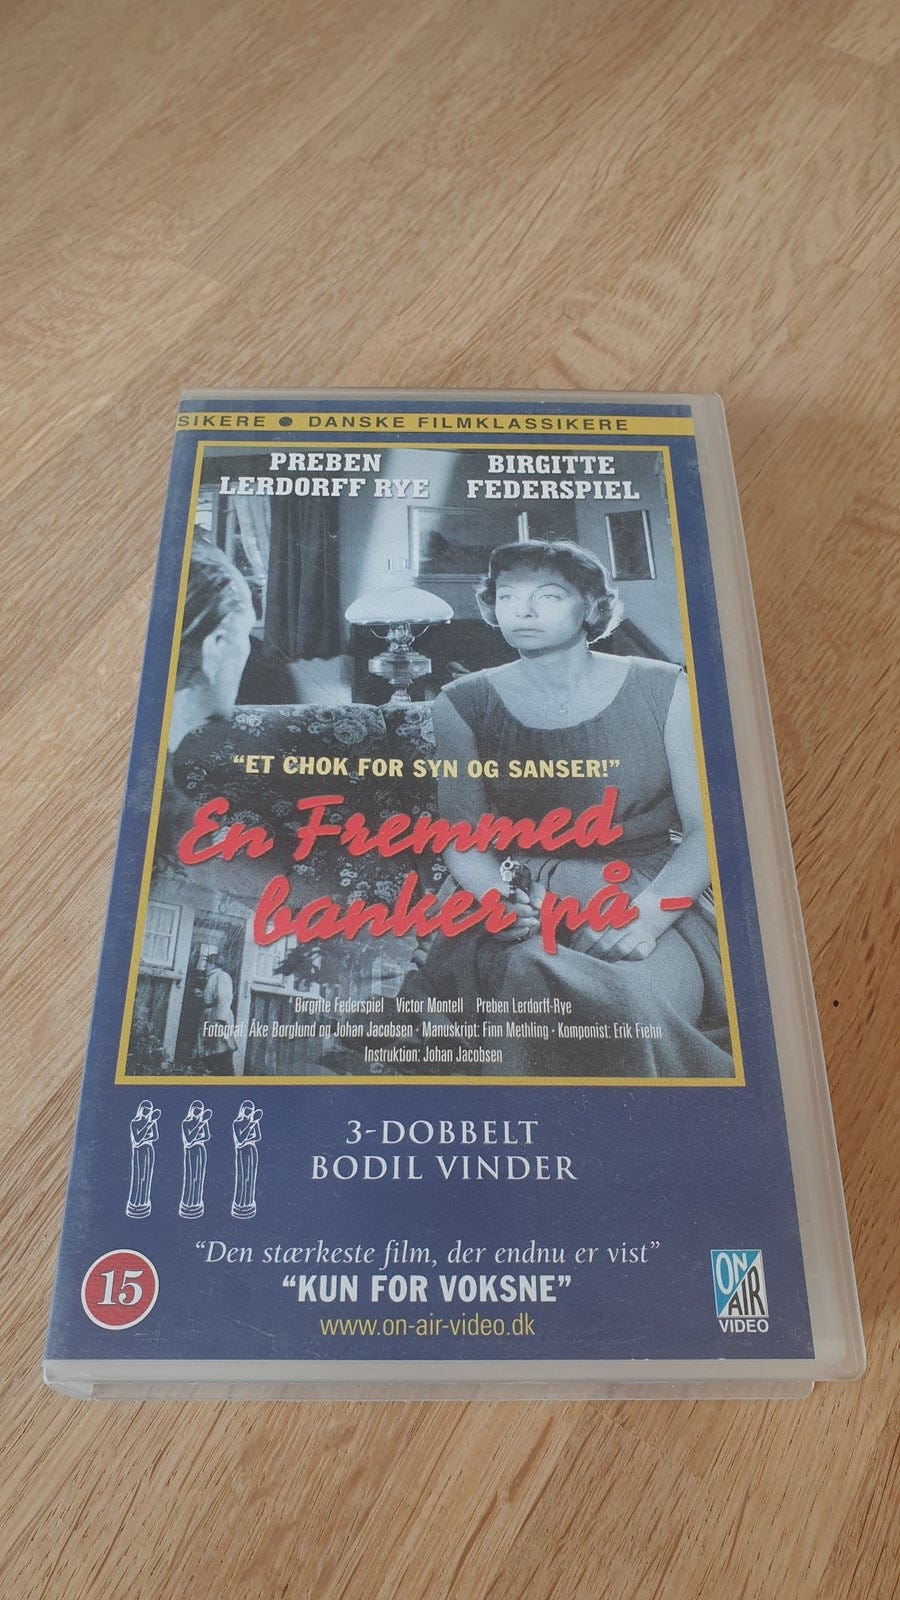 SIKERE ● DANSKE FILMKLASSIKERE
PREBEN
LERDORFF RYE
BIRGITTE
FEDERSPIEL
“ET CHOK FOR SYN OG SANSER!”
En Fremmed
banker på -
Birgitte Federspiel Victor Montell Preben Lerdorff-Rye
Fotograf: Åke Borglund og Johan Jacobsen · Manuskript: Finn Methling · Komponist: Erik Fiehn
Instruktion: Johan Jacobsen
3-DOBBELT
BODIL VINDER
“Den stærkeste film, der endnu er vist”
“KUN FOR VOKSNE”
www.on-air-video.dk
15
ON
AIR
VIDEO